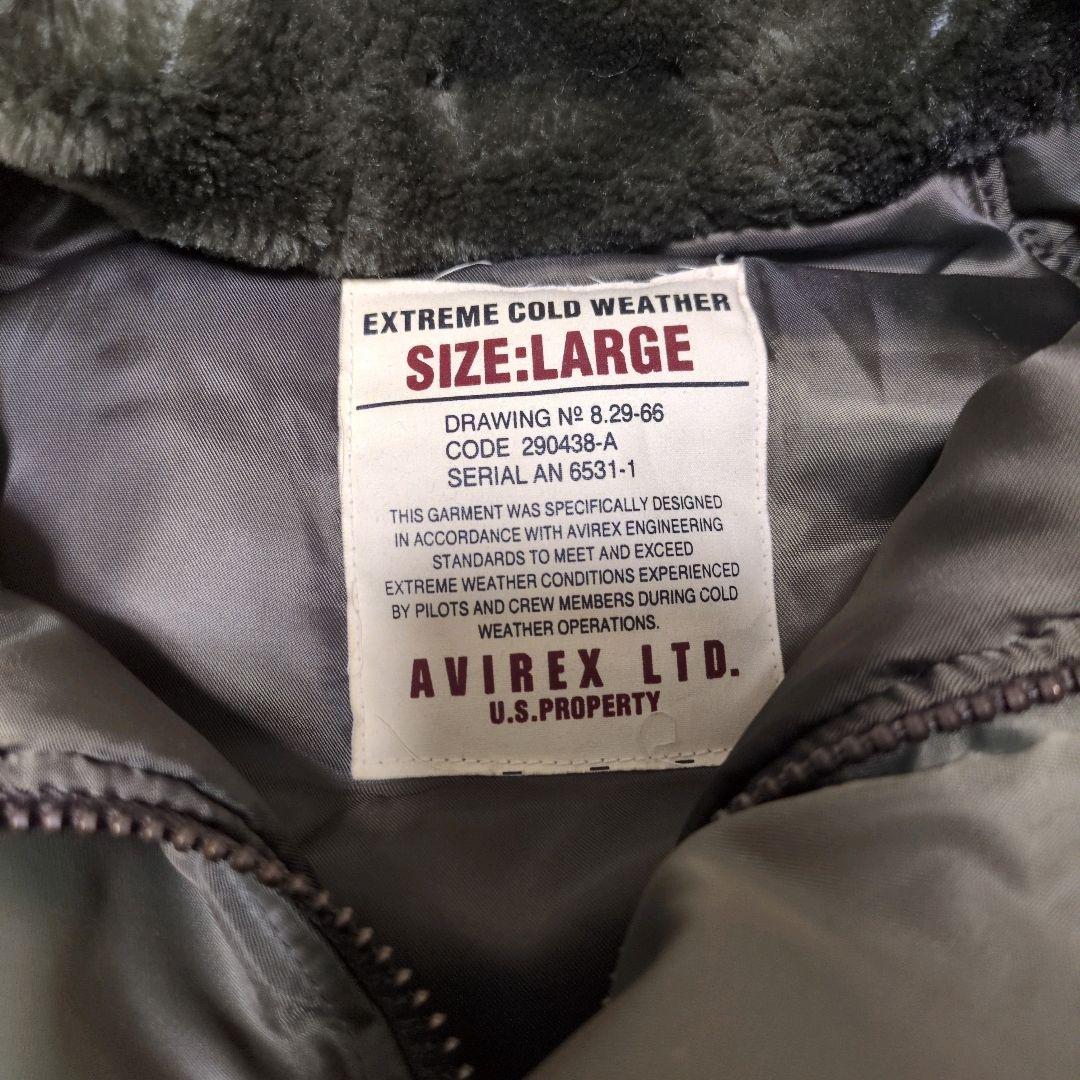 EXTREME COLD WEATHER
SIZE:LARGE
DRAWING Nº 8.29-66
CODE 290438-A
SERIAL AN 6531-1
THIS GARMENT WAS SPECIFICALLY DESIGNED
IN ACCORDANCE WITH AVIREX ENGINEERING
STANDARDS TO MEET AND EXCEED
EXTREME WEATHER CONDITIONS EXPERIENCED
BY PILOTS AND CREW MEMBERS DURING COLD
WEATHER OPERATIONS.
AVIREX LTD.
U.S.PROPERTY